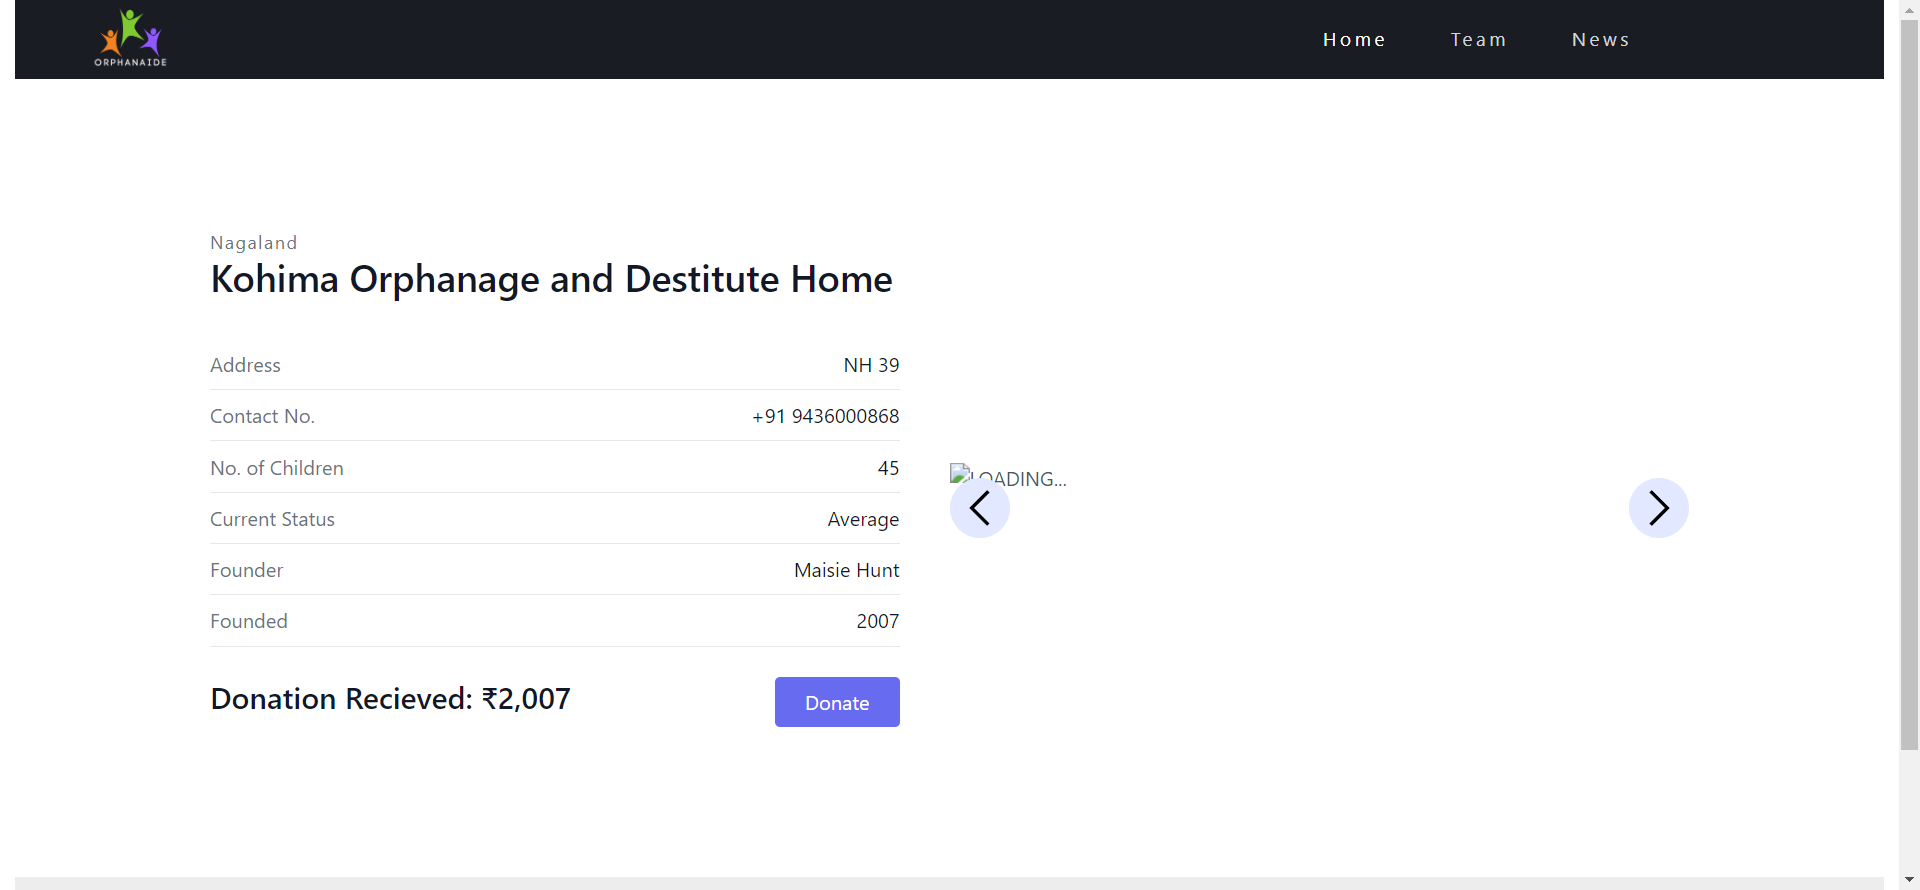 ORPHANAIDE
Home Team News
Nagaland
Kohima Orphanage and Destitute Home
Address NH 39
Contact No. +91 9436000868
No. of Children 45
LOADING...
Current Status Average
Founder Maisie Hunt
Founded 2007
Donation Recieved: ₹2,007 Donate